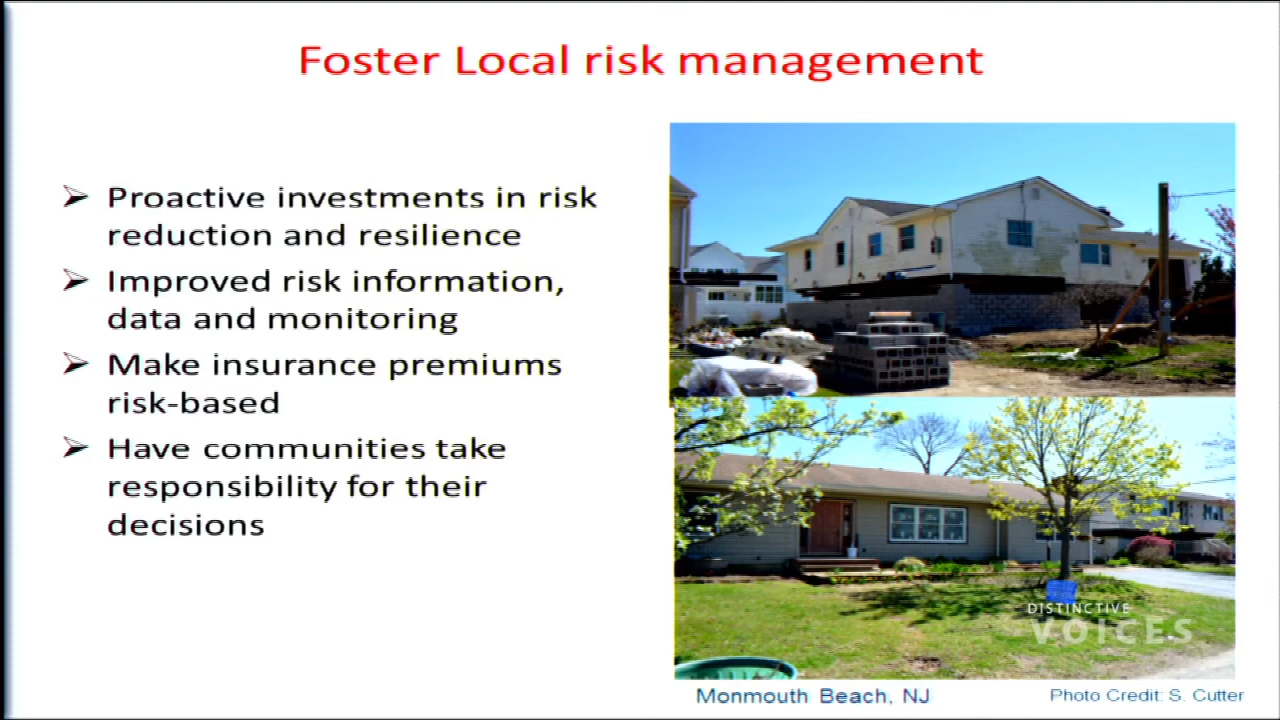 Foster Local risk management
Proactive investments in risk
reduction and resilience
Improved risk information,
data and monitoring
Make insurance premiums
risk-based
Have communities take
responsibility for their
decisions
DISTINCTIVE
VOICES
Monmouth Beach, NJ
Photo Credit: S. Cutter